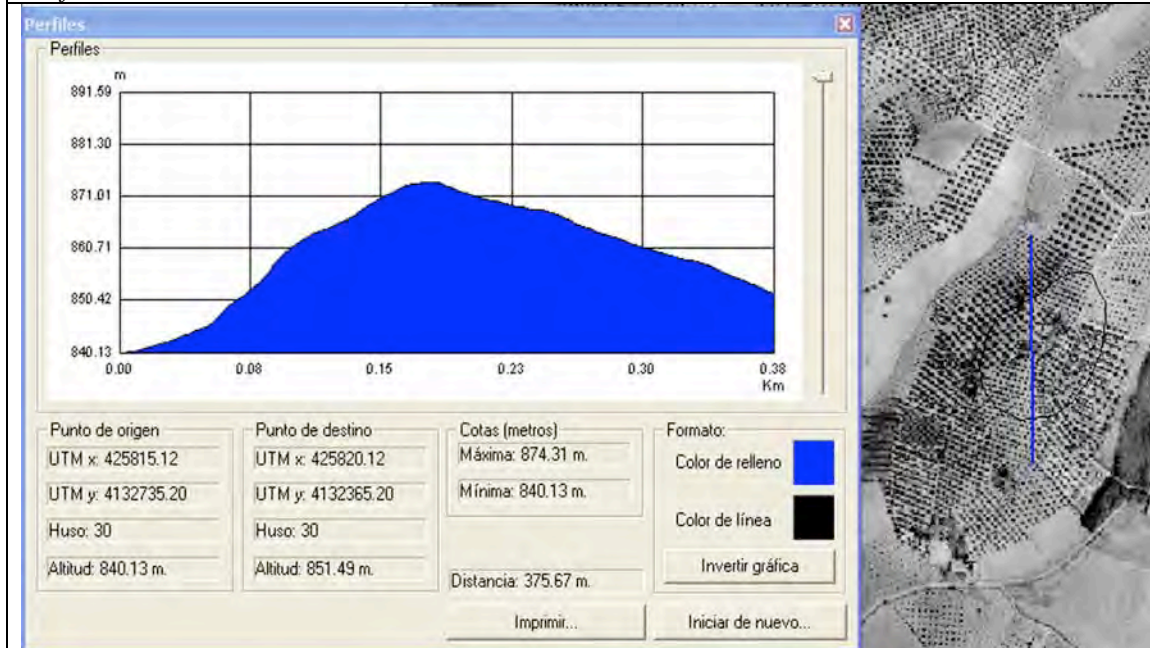 Perfiles
Perfiles
m
891.59
881.30
871.01
860.71
850.42
840.13
0.00 0.08 0.15 0.23 0.30 0.38
Km
Punto de origen
UTM x: 425815.12
UTM y: 4132735.20
Huso: 30
Altitud: 840.13 m.
Punto de destino
UTM x: 425820.12
UTM y: 4132365.20
Huso: 30
Altitud: 851.49 m.
Cotas (metros)
Máxima: 874.31 m.
Mínima: 840.13 m.
Distancia: 375.67 m.
Formato:
Color de relleno
Color de línea
Invertir gráfica
Imprimir...
Iniciar de nuevo...